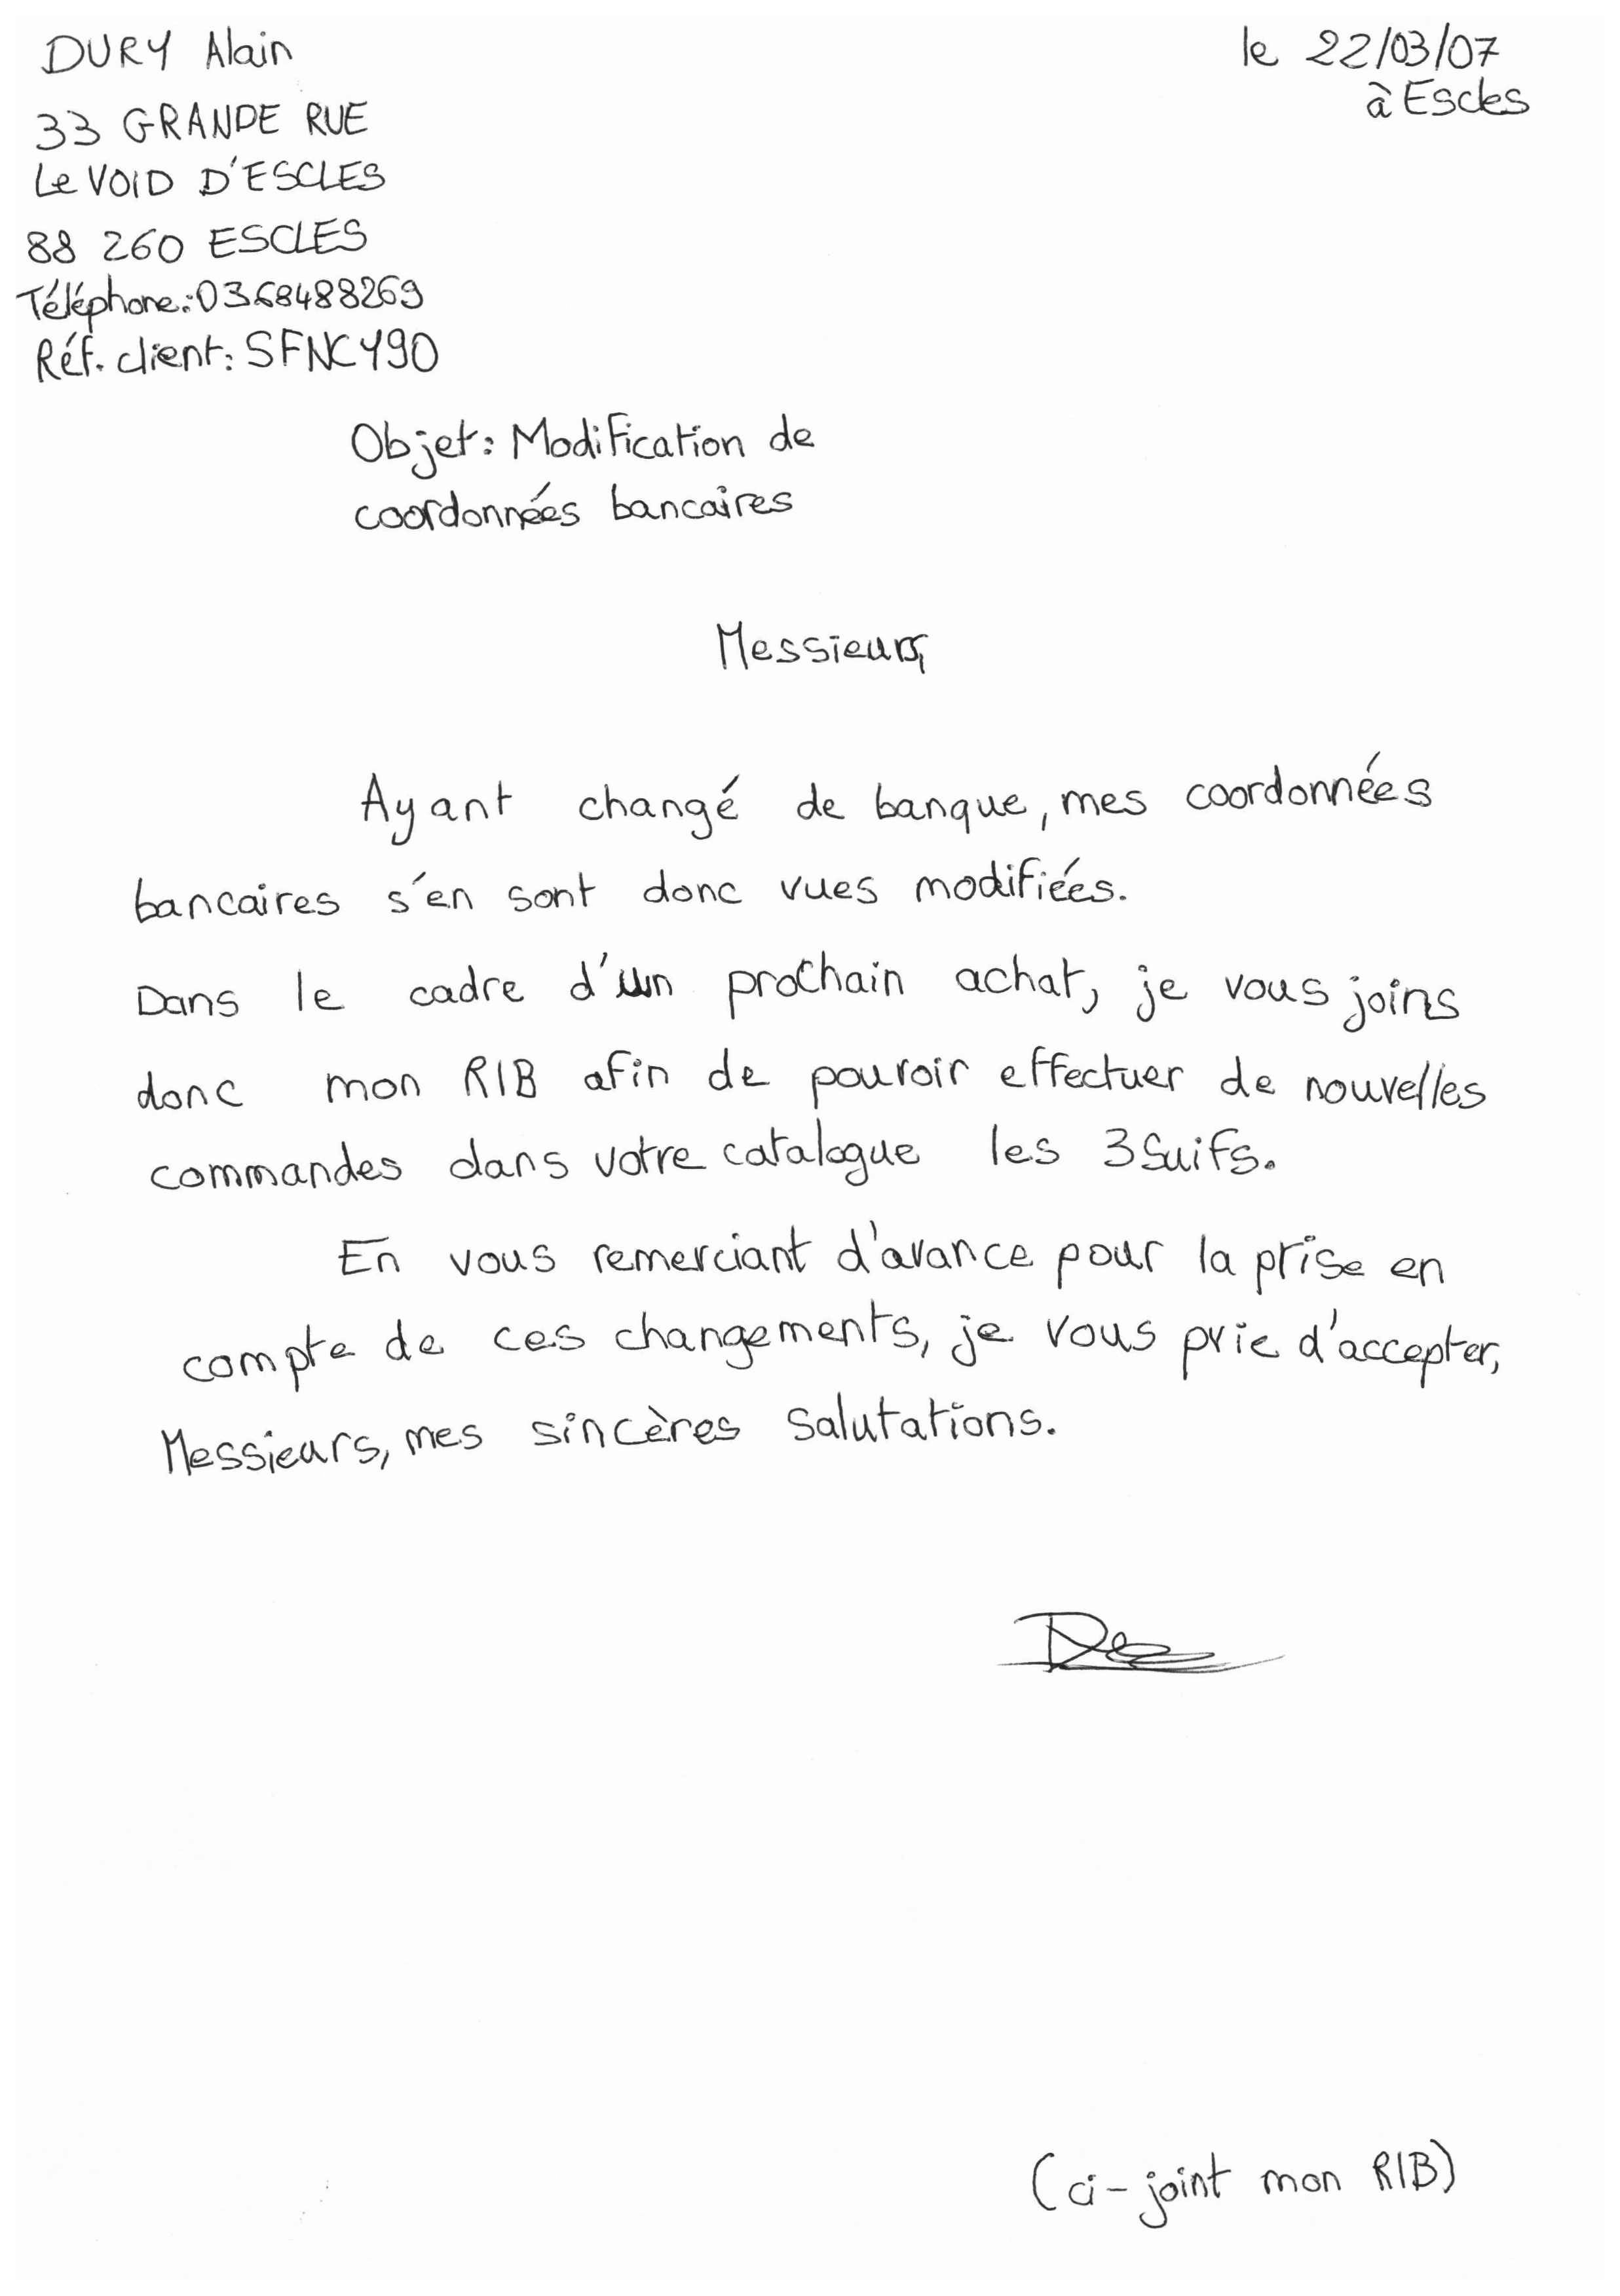 DURY Alain
le 22/03/07
à Escles
33 GRANDE RUE
Le VOID D'ESCLES
88 260 ESCLES
Téléphone: 0368488269
Réf. client: SFNCY90
Objet: Modification de
coordonnées bancaires
Messieurs,
Ayant changé de banque, mes coordonnées
bancaires s'en sont donc vues modifiées.
Dans le cadre d'un prochain achat, je vous joins
donc mon RIB afin de pouvoir effectuer de nouvelles
commandes dans votre catalogue les 3 Suifs.
En vous remerciant d'avance pour la prise en
compte de ces changements, je vous prie d'accepter,
Messieurs, mes sincères salutations.
(ci-joint mon RIB)